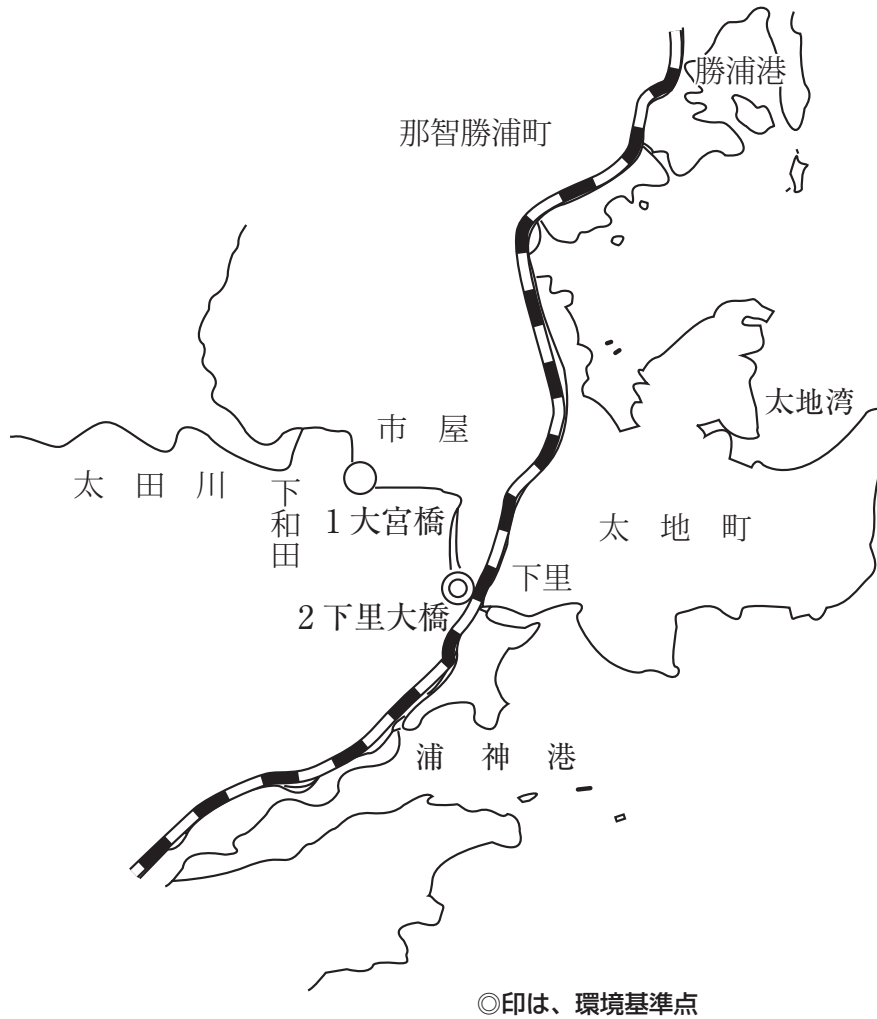 勝浦港
那智勝浦町
太地湾
市屋
太田川
下和田
1大宮橋
太地町
下里
2下里大橋
浦神港
◎印は、環境基準点